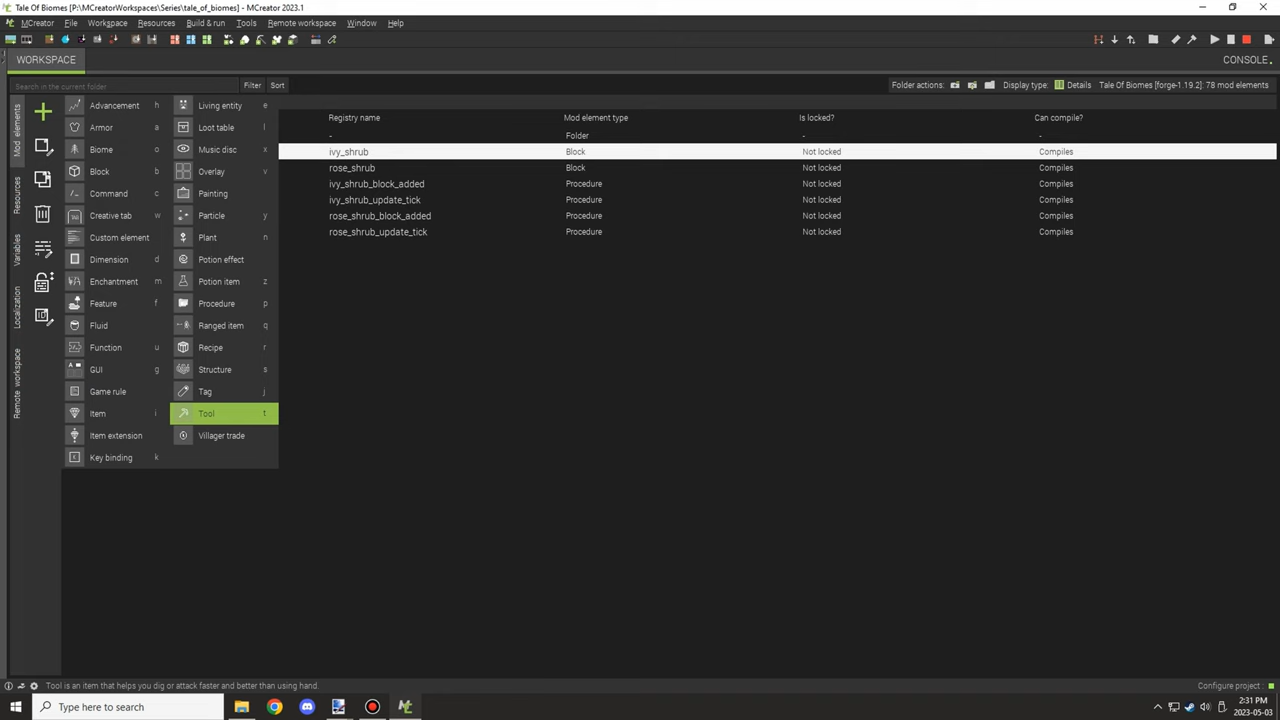 Tale Of Biomes [P:\MCreatorWorkspaces\Series\tale_of_biomes] - MCreator 2023.1
MCreator File Workspace Resources Build & run Tools Remote workspace Window Help
WORKSPACE
CONSOLE
Search in the current folder
Filter
Sort
Folder actions:
Display type:
Details
Tale Of Biomes [forge-1.19.2]: 78 mod elements
Mod elements
Resources
Variables
Localization
Remote workspace
Advancement h
Armor a
Biome o
Block b
Command c
Creative tab w
Custom element
Dimension d
Enchantment m
Feature f
Fluid
Function u
GUI g
Game rule
Item i
Item extension
Key binding k
Living entity e
Loot table l
Music disc x
Overlay v
Painting
Particle y
Plant n
Potion effect
Potion item z
Procedure p
Ranged item q
Recipe r
Structure s
Tag j
Tool t
Villager trade
Registry name Mod element type Is locked? Can compile?
- Folder - -
ivy_shrub Block Not locked Compiles
rose_shrub Block Not locked Compiles
ivy_shrub_block_added Procedure Not locked Compiles
ivy_shrub_update_tick Procedure Not locked Compiles
rose_shrub_block_added Procedure Not locked Compiles
rose_shrub_update_tick Procedure Not locked Compiles
Tool is an item that helps you dig or attack faster and better than using hand.
Configure project :
Type here to search
2:31 PM
2023-05-03